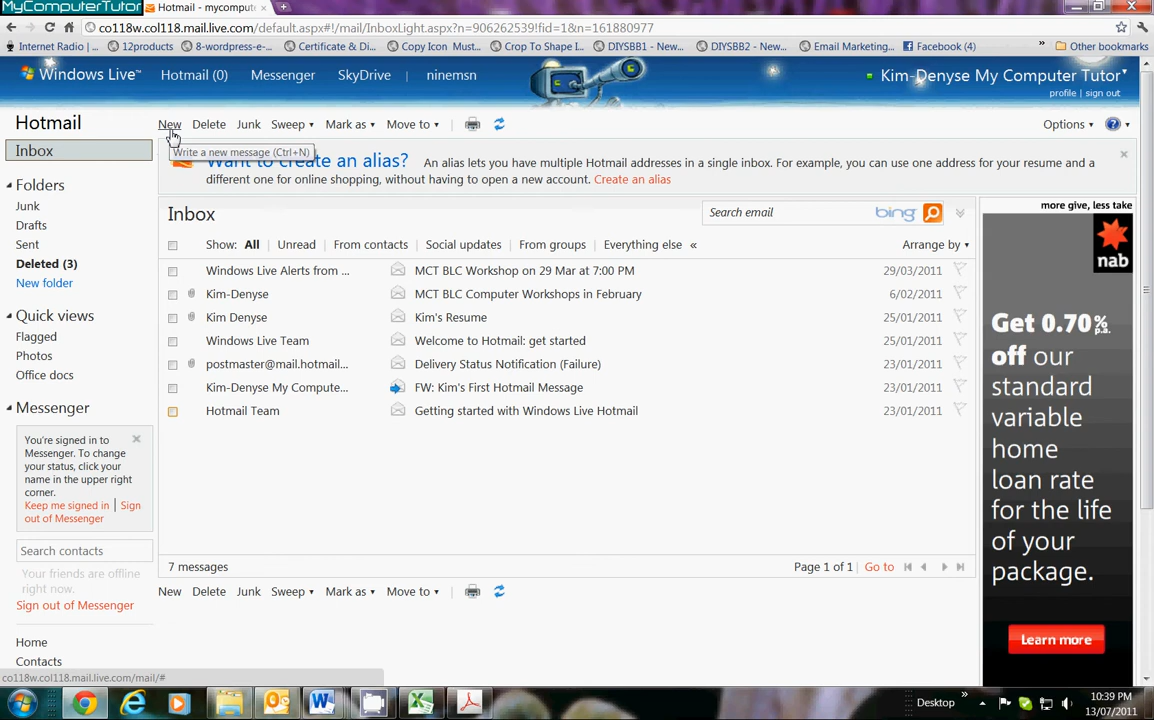 MyComputerTutor
Hotmail - mycompute
co118w.col118.mail.live.com/default.aspx#!/mail/InboxLight.aspx?n=906262539!fid=1&n=161880977
Internet Radio | ...
12products
8-wordpress-e-...
Certificate & Di...
Copy Icon Must...
Crop To Shape I...
DIYSBB1 - New...
DIYSBB2 - New...
Email Marketing...
Facebook (4)
»
Other bookmarks
Windows Live™
Hotmail (0)
Messenger
SkyDrive
ninemsn
Kim-Denyse My Computer Tutor
profile | sign out
Hotmail
New
Delete
Junk
Sweep
Mark as
Move to
Options
Write a new message (Ctrl+N)
Inbox
Want to create an alias?
An alias lets you have multiple Hotmail addresses in a single inbox. For example, you can use one address for your resume and a
different one for online shopping, without having to open a new account. Create an alias
Folders
Junk
Drafts
Sent
Deleted (3)
New folder
Quick views
Flagged
Photos
Office docs
Messenger
You're signed in to
Messenger. To change
your status, click your
name in the upper right
corner.
Keep me signed in | Sign
out of Messenger
Search contacts
Your friends are offline
right now.
Sign out of Messenger
Home
Contacts
Inbox
Search email
bing
Show: All
Unread
From contacts
Social updates
From groups
Everything else «
Arrange by
Windows Live Alerts from ... MCT BLC Workshop on 29 Mar at 7:00 PM 29/03/2011
Kim-Denyse MCT BLC Computer Workshops in February 6/02/2011
Kim Denyse Kim's Resume 25/01/2011
Windows Live Team Welcome to Hotmail: get started 25/01/2011
postmaster@mail.hotmail... Delivery Status Notification (Failure) 23/01/2011
Kim-Denyse My Compute... FW: Kim's First Hotmail Message 23/01/2011
Hotmail Team Getting started with Windows Live Hotmail 23/01/2011
7 messages
Page 1 of 1
Go to
New
Delete
Junk
Sweep
Mark as
Move to
more give, less take
nab
Get 0.70% p.a.
off our
standard
variable
home
loan rate
for the life
of your
package.
Learn more
co118w.col118.mail.live.com/mail/#
Desktop
»
10:39 PM
13/07/2011